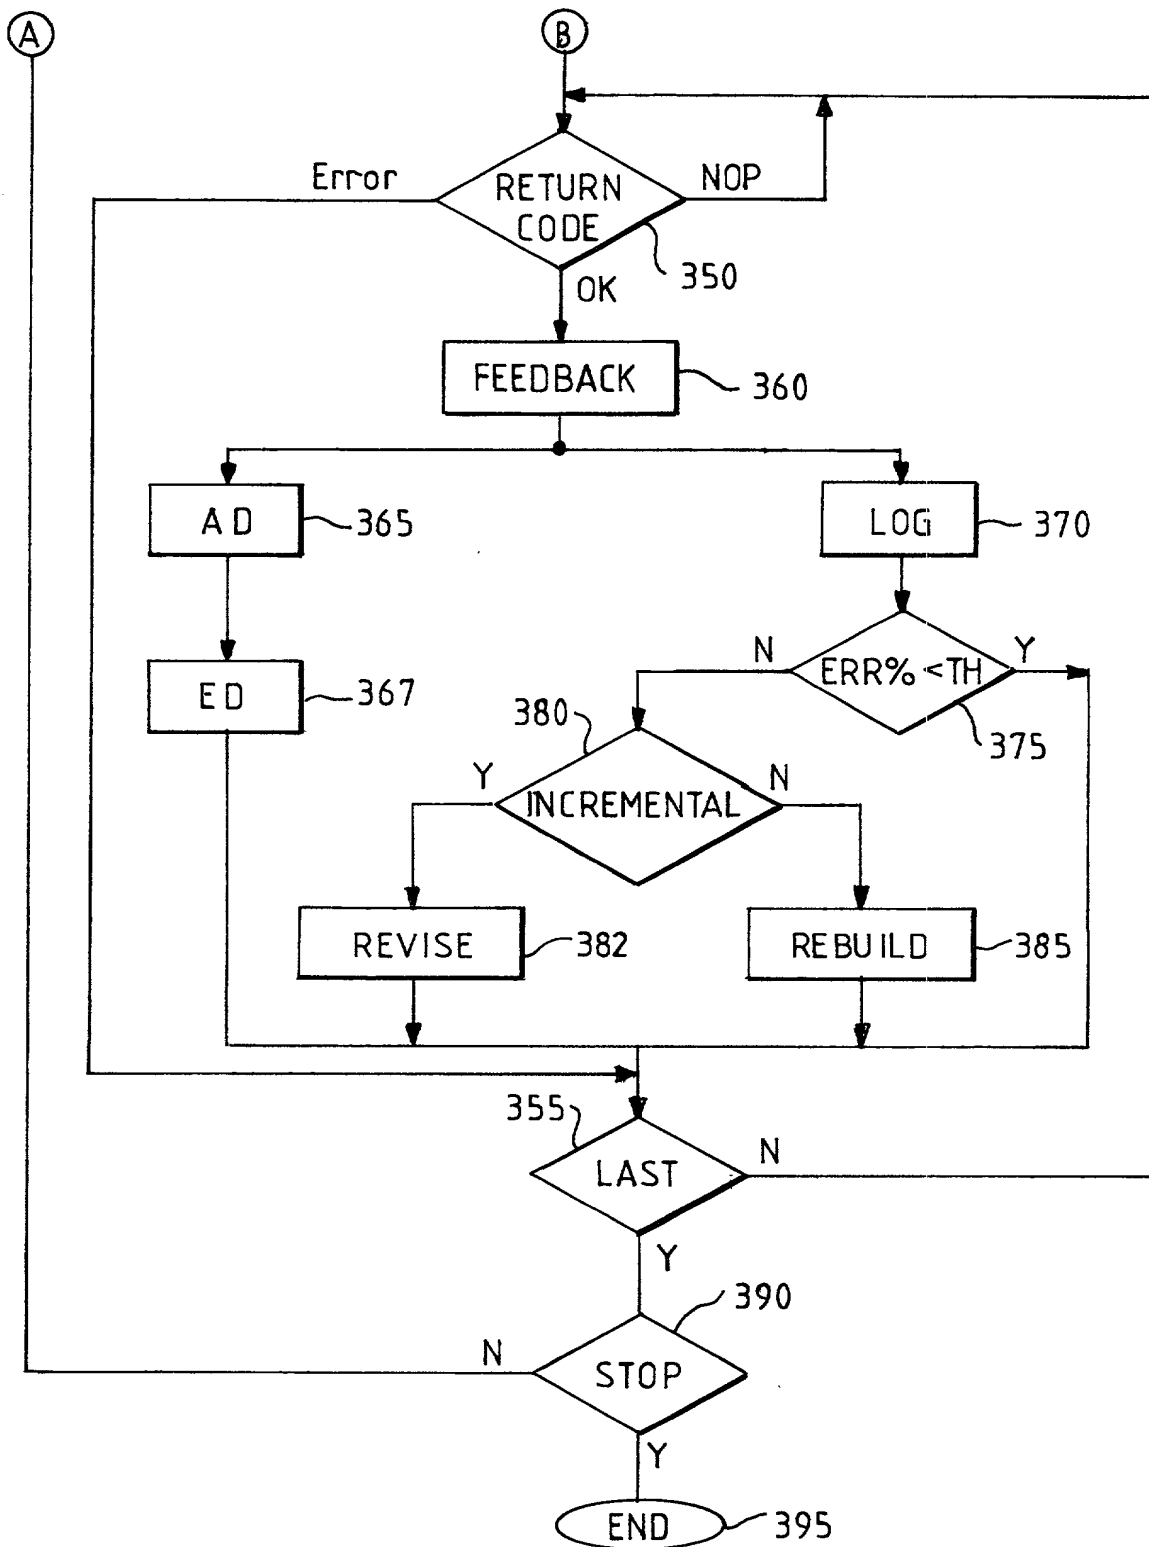 A
B
Error
RETURN
CODE
NOP
350
OK
FEEDBACK
360
AD
365
LOG
370
ED
367
N
ERR% <TH
Y
375
380
Y
INCREMENTAL
N
REVISE
382
REBUILD
385
355
LAST
N
Y
390
N
STOP
Y
END
395